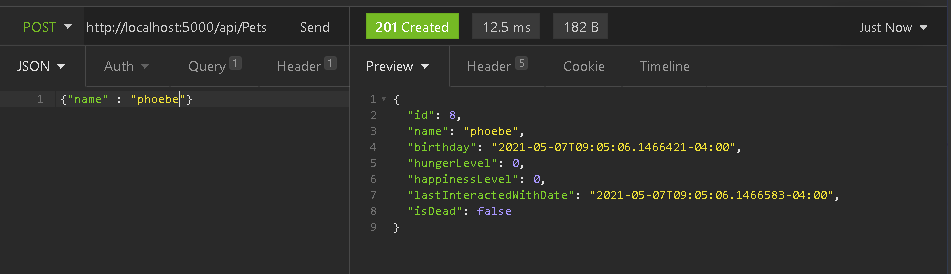 POST http://localhost:5000/api/Pets Send
201 Created 12.5 ms 182 B Just Now
JSON Auth Query 1 Header 1
Preview Header 5 Cookie Timeline
1 {"name" : "phoebe"}
1 {
2 "id": 8,
3 "name": "phoebe",
4 "birthday": "2021-05-07T09:05:06.1466421-04:00",
5 "hungerLevel": 0,
6 "happinessLevel": 0,
7 "lastInteractedWithDate": "2021-05-07T09:05:06.1466583-04:00",
8 "isDead": false
9 }